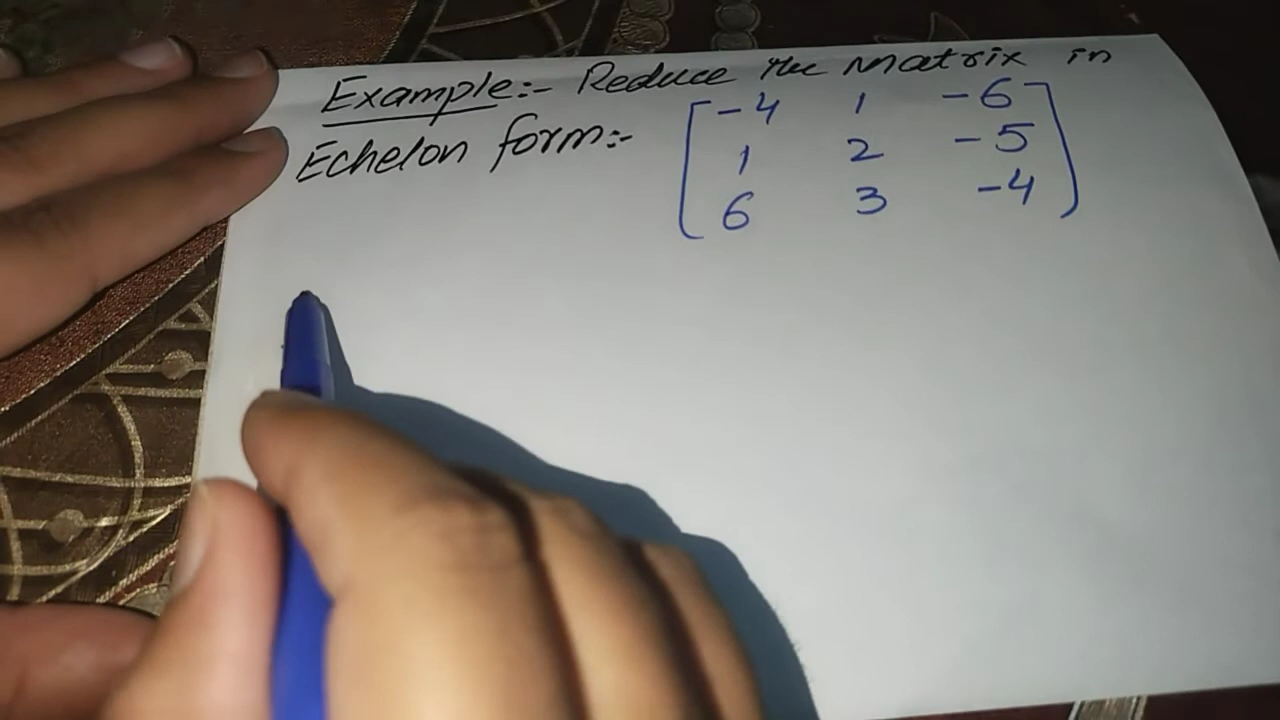 Example:- Reduce the Matrix in
Echelon form:-
-4 1 -6
1 2 -5
6 3 -4